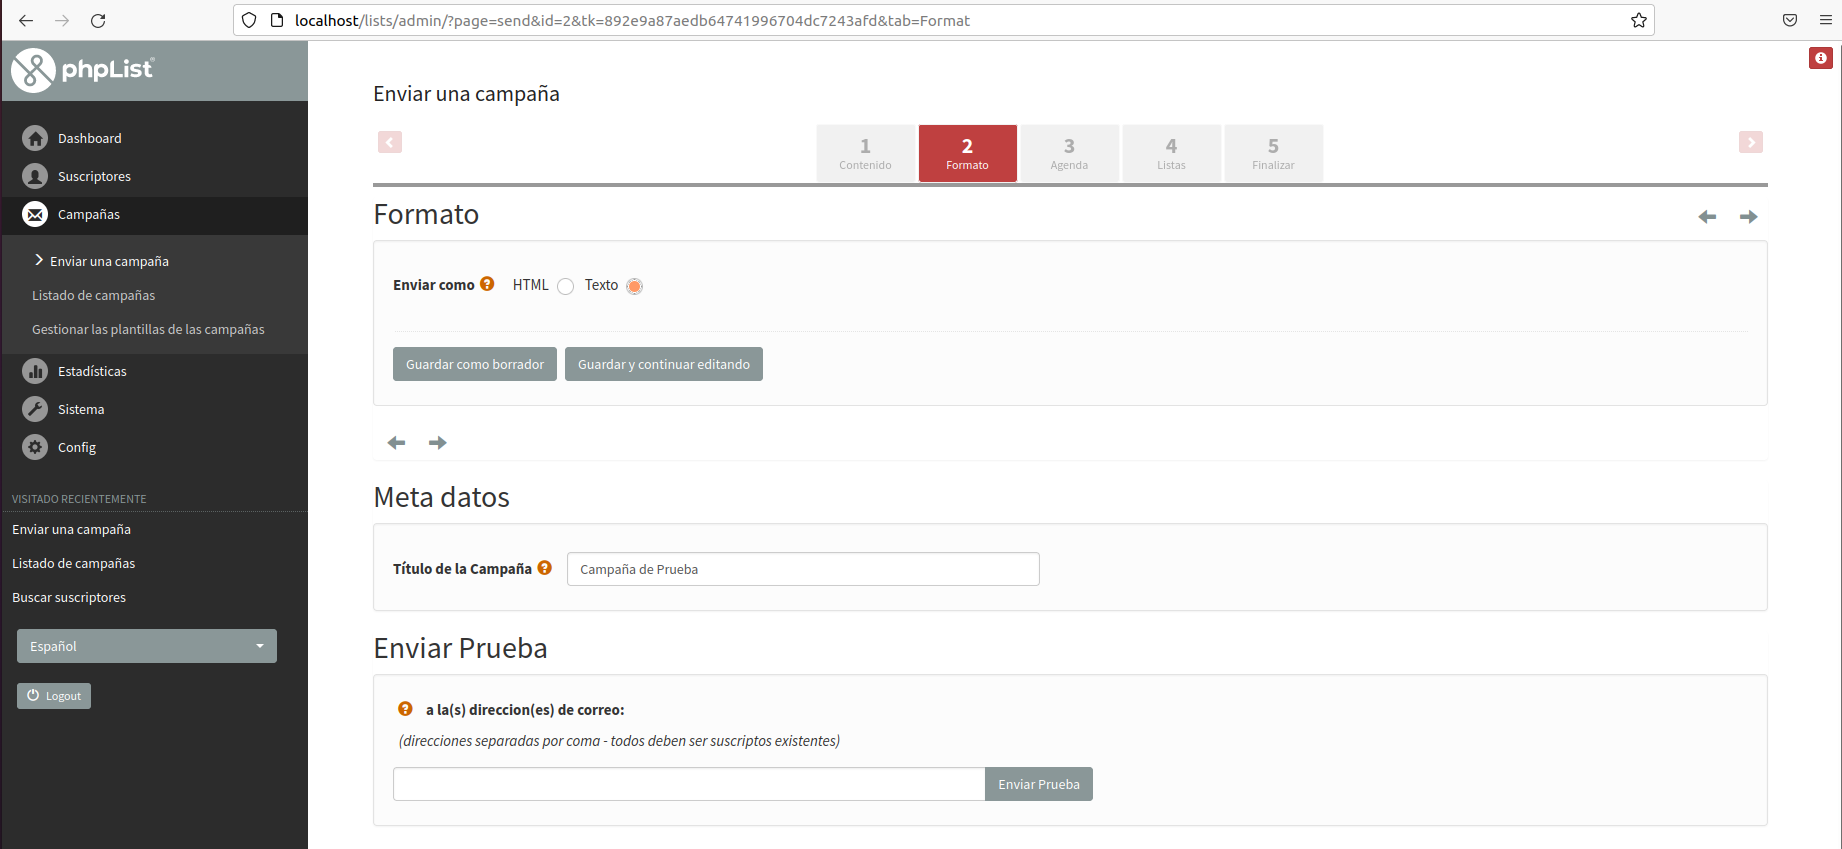 localhost/lists/admin/?page=send&id=2&tk=892e9a87aedb64741996704dc7243afd&tab=Format
phpList
Dashboard
Suscriptores
Campañas
Enviar una campaña
Listado de campañas
Gestionar las plantillas de las campañas
Estadísticas
Sistema
Config
VISITADO RECIENTEMENTE
Enviar una campaña
Listado de campañas
Buscar suscriptores
Español
Logout
Enviar una campaña
1 Contenido
2 Formato
3 Agenda
4 Listas
5 Finalizar
Formato
Enviar como ? HTML Texto
Guardar como borrador Guardar y continuar editando
Meta datos
Título de la Campaña ? Campaña de Prueba
Enviar Prueba
? a la(s) direccion(es) de correo:
(direcciones separadas por coma - todos deben ser suscriptos existentes)
Enviar Prueba